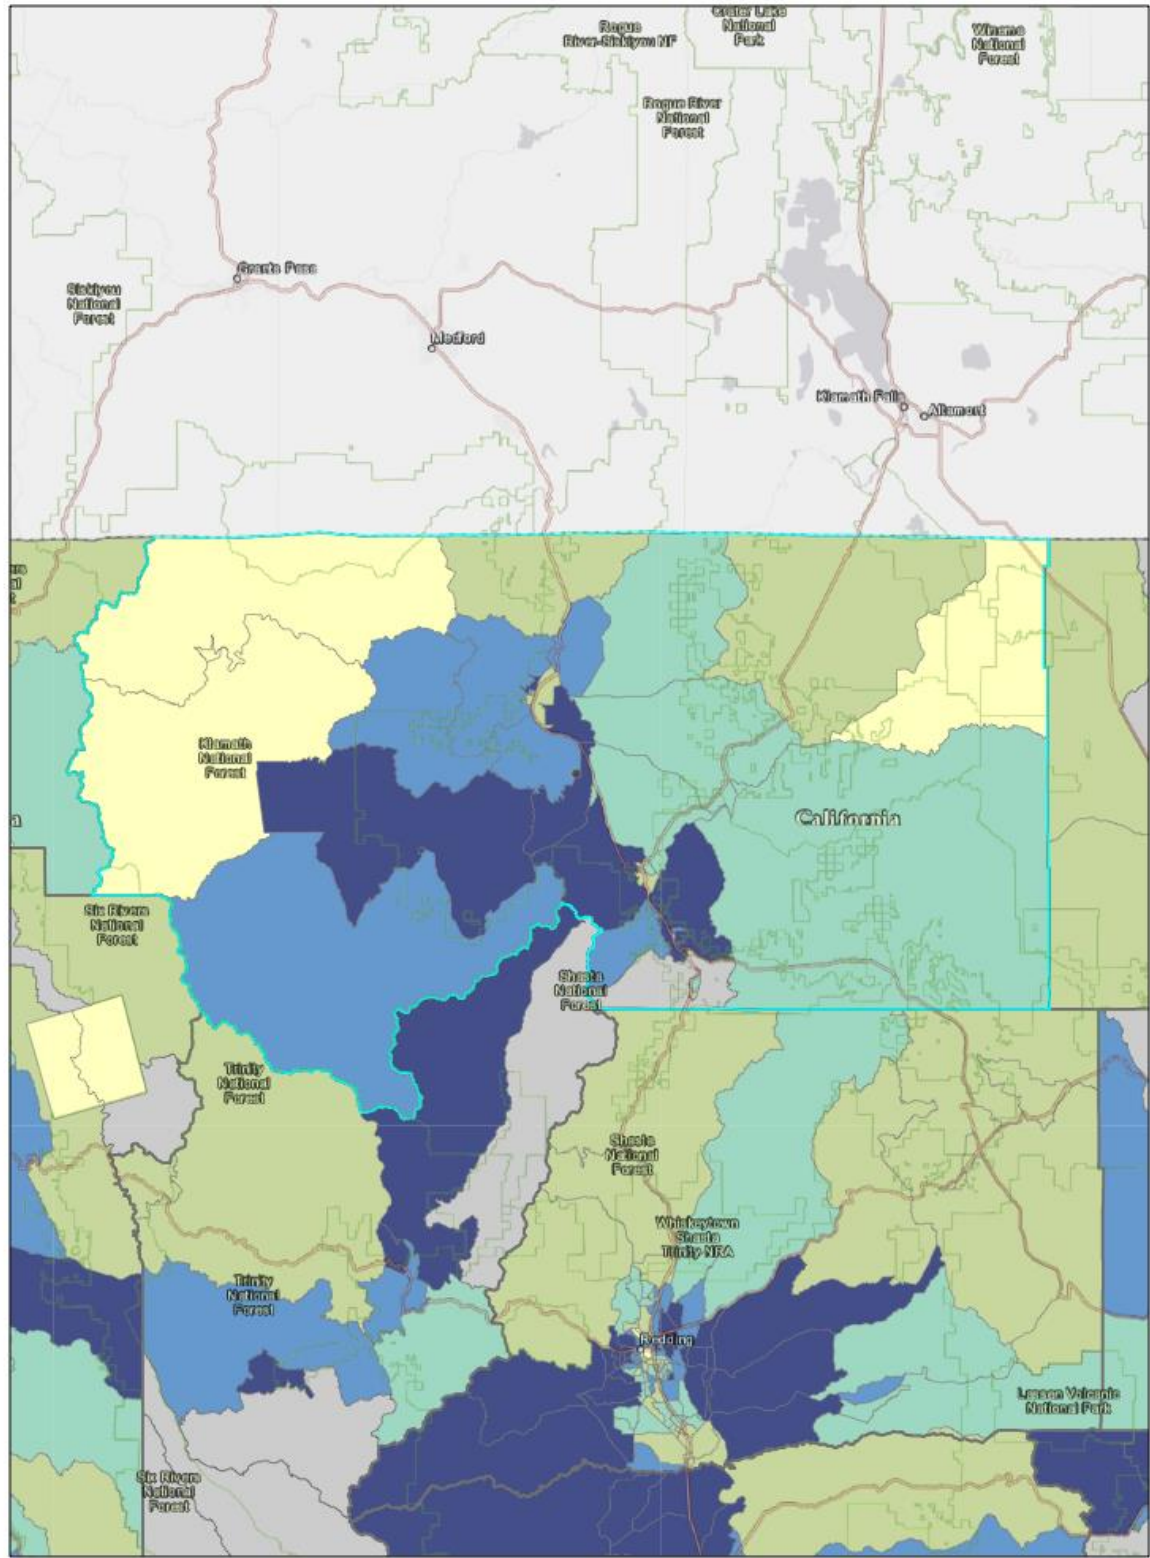 Crater Lake
National
Park
Rogue
River-Siskiyou NF
Winema
National
Forest
Rogue River
National
Forest
Grants Pass
Siskiyou
National
Forest
Medford
Klamath Falls
Altamont
Klamath
National
Forest
California
a
Six Rivers
National
Forest
Shasta
National
Forest
Trinity
National
Forest
Shasta
National
Forest
Whiskeytown
Shasta
Trinity NRA
Trinity
National
Forest
Redding
Lassen Volcanic
National Park
Six Rivers
National
Forest